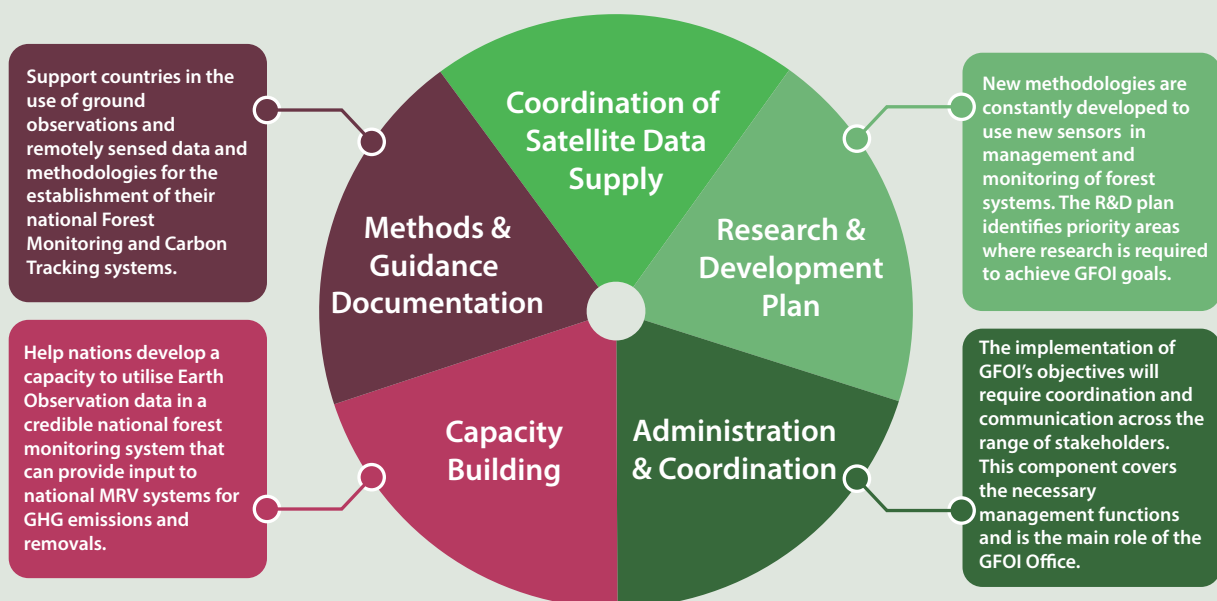 Support countries in the
use of ground
observations and
remotely sensed data and
methodologies for the
establishment of their
national Forest
Monitoring and Carbon
Tracking systems.
Coordination of
Satellite Data
Supply
New methodologies are
constantly developed to
use new sensors in
management and
monitoring of forest
systems. The R&D plan
identifies priority areas
where research is required
to achieve GFOI goals.
Methods &
Guidance
Documentation
Research &
Development
Plan
Help nations develop a
capacity to utilise Earth
Observation data in a
credible national forest
monitoring system that
can provide input to
national MRV systems for
GHG emissions and
removals.
Capacity
Building
Administration
& Coordination
The implementation of
GFOI’s objectives will
require coordination and
communication across the
range of stakeholders.
This component covers
the necessary
management functions
and is the main role of the
GFOI Office.